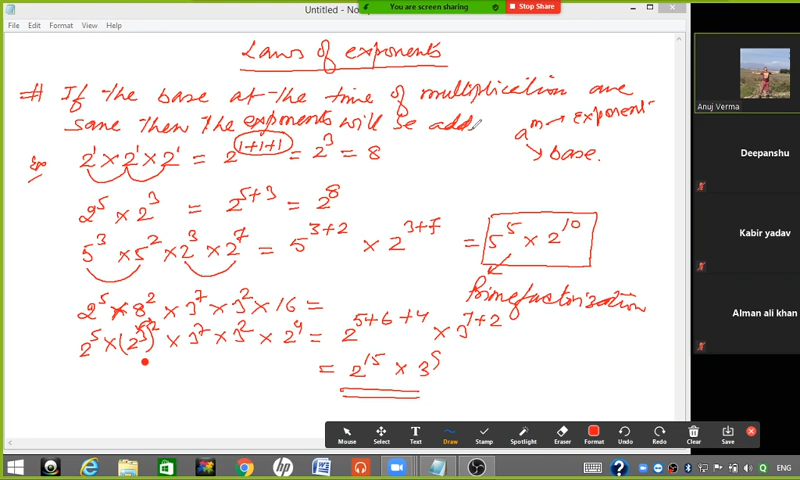 Untitled - No
You are screen sharing
Stop Share
File Edit Format View Help
Laws of exponents
# If the base at the time of multiplication are
same then the exponents will be add
a^m → exponent
→ base.
2^1 × 2^1 × 2^1 = 2^(1+1+1) = 2^3 = 8
2^5 × 2^3 = 2^(5+3) = 2^8
5^3 × 5^2 × 2^3 × 2^7 = 5^(3+2) × 2^(3+7) = 5^5 × 2^10
Prime factorization
2^5 × 8^2 × 3^7 × 3^2 × 16 =
2^5 × (2^3)^2 × 3^7 × 3^2 × 2^4 = 2^(5+6+4) × 3^(7+2)
= 2^15 × 3^9
Anuj Verma
Deepanshu
Kabir yadav
Alman ali khan
Mouse Select Text Draw Stamp Spotlight Eraser Format Undo Redo Clear Save
ENG